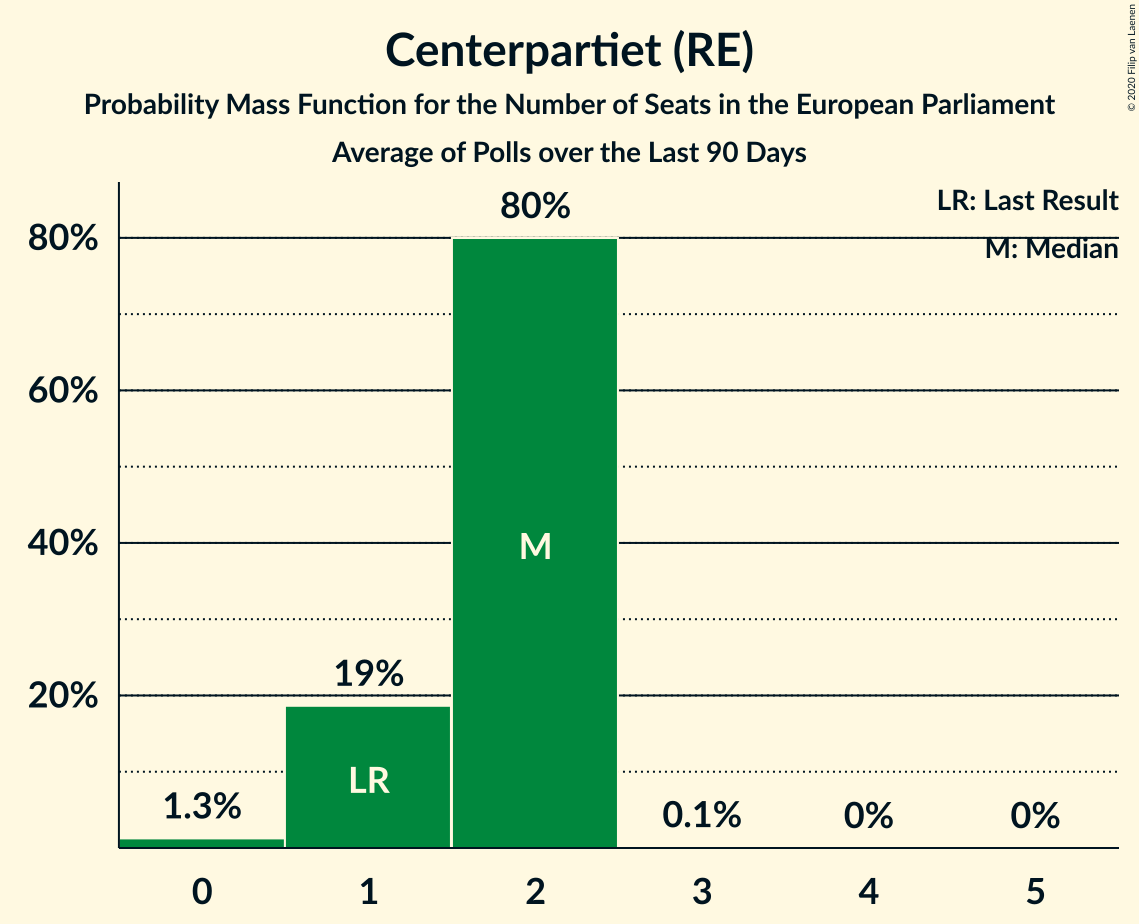 Centerpartiet (RE)
Probability Mass Function for the Number of Seats in the European Parliament
Average of Polls over the Last 90 Days
© 2020 Filip van Laenen
LR: Last Result
M: Median
80%
60%
40%
20%
1.3%
19%
80%
0.1%
0%
0%
LR
M
0
1
2
3
4
5